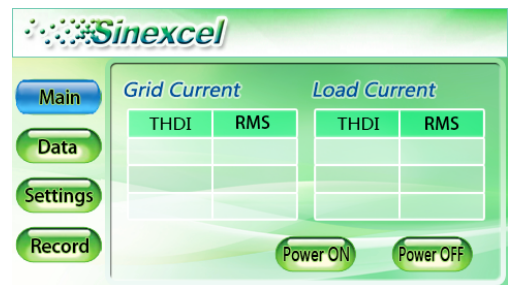 Sinexcel
Main
Data
Settings
Record
Grid Current
THDI RMS
Load Current
THDI RMS
Power ON Power OFF